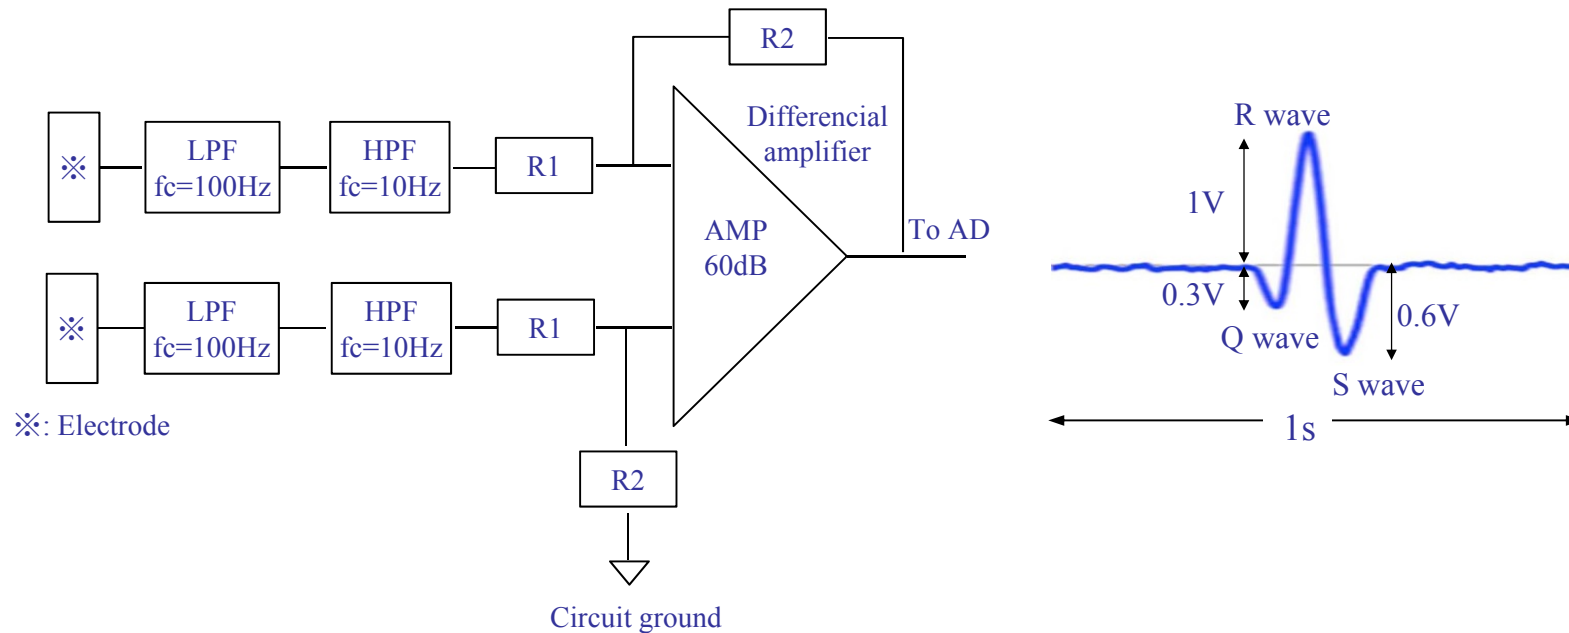 R2
Differencial
amplifier
※
LPF
fc=100Hz
HPF
fc=10Hz
R1
AMP
60dB
To AD
※
LPF
fc=100Hz
HPF
fc=10Hz
R1
※: Electrode
R2
Circuit ground
R wave
1V
0.3V
Q wave
0.6V
S wave
1s